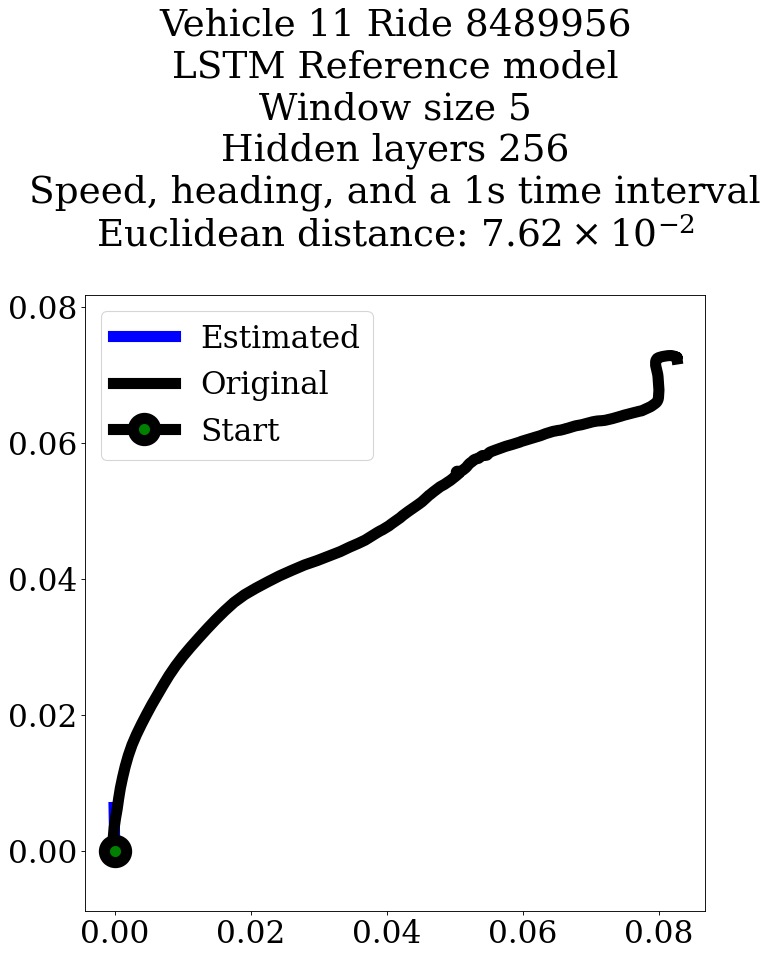 Vehicle 11 Ride 8489956
LSTM Reference model
Window size 5
Hidden layers 256
Speed, heading, and a 1s time interval
Euclidean distance: 7.62 × 10⁻²
0.08
0.06
0.04
0.02
0.00
Estimated
Original
Start
0.00 0.02 0.04 0.06 0.08